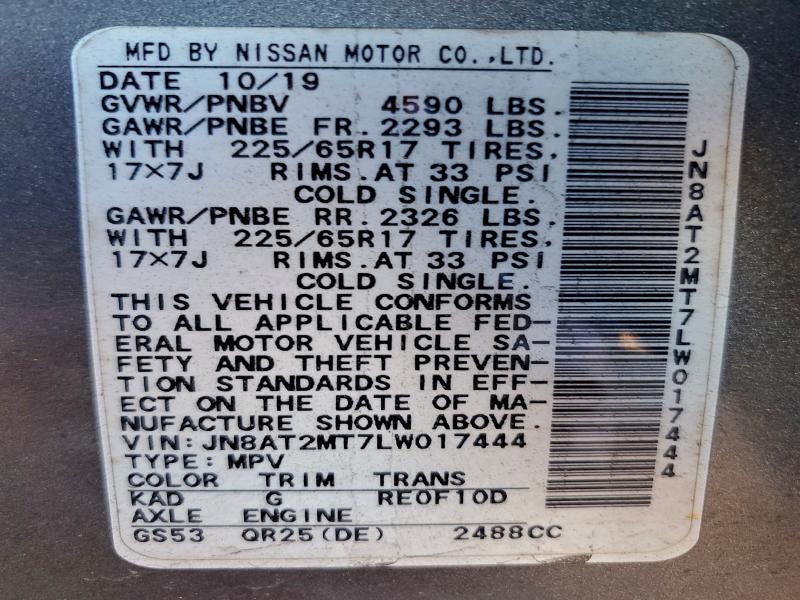 MFD BY NISSAN MOTOR CO.,LTD.
DATE 10/19
GVWR/PNBV 4590 LBS.
GAWR/PNBE FR. 2293 LBS.
WITH 225/65R17 TIRES,
17×7J RIMS. AT 33 PSI
COLD SINGLE.
GAWR/PNBE RR. 2326 LBS.
WITH 225/65R17 TIRES,
17×7J RIMS. AT 33 PSI
COLD SINGLE.
THIS VEHICLE CONFORMS
TO ALL APPLICABLE FED-
ERAL MOTOR VEHICLE SA-
FETY AND THEFT PREVEN-
TION STANDARDS IN EFF-
ECT ON THE DATE OF MA-
NUFACTURE SHOWN ABOVE.
VIN: JN8AT2MT7LW017444
TYPE: MPV
COLOR TRIM TRANS
KAD G RE0F10D
AXLE ENGINE
GS53 QR25(DE) 2488CC
JN8AT2MT7LW017444